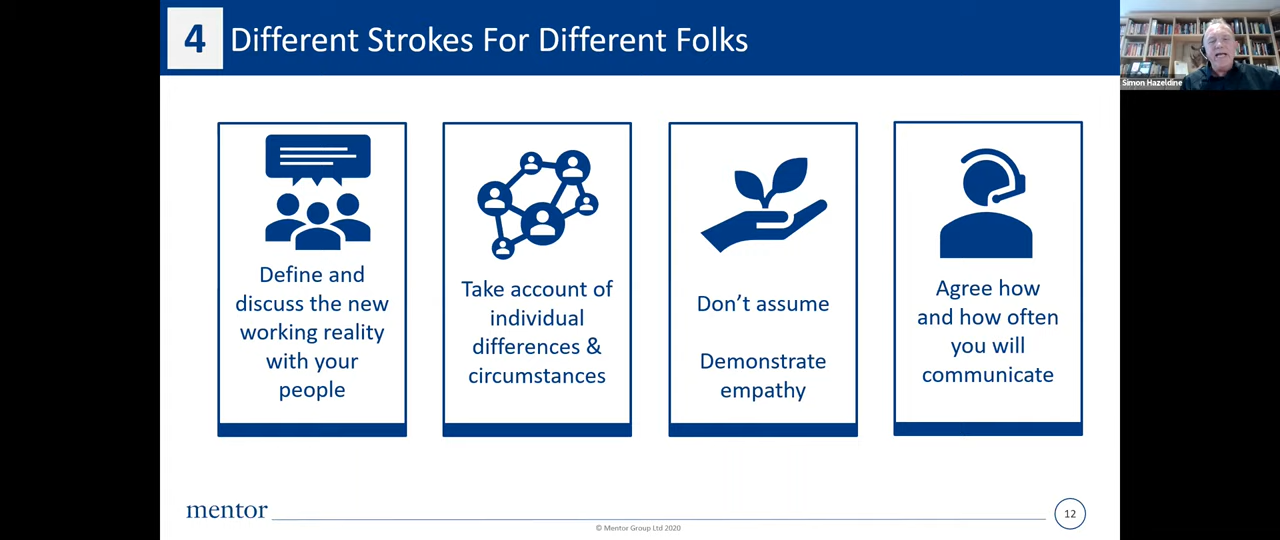 4 Different Strokes For Different Folks
Simon Hazeldine
Define and
discuss the new
working reality
with your
people
Take account of
individual
differences &
circumstances
Don’t assume
Demonstrate
empathy
Agree how
and how often
you will
communicate
mentor
12
© Mentor Group Ltd 2020